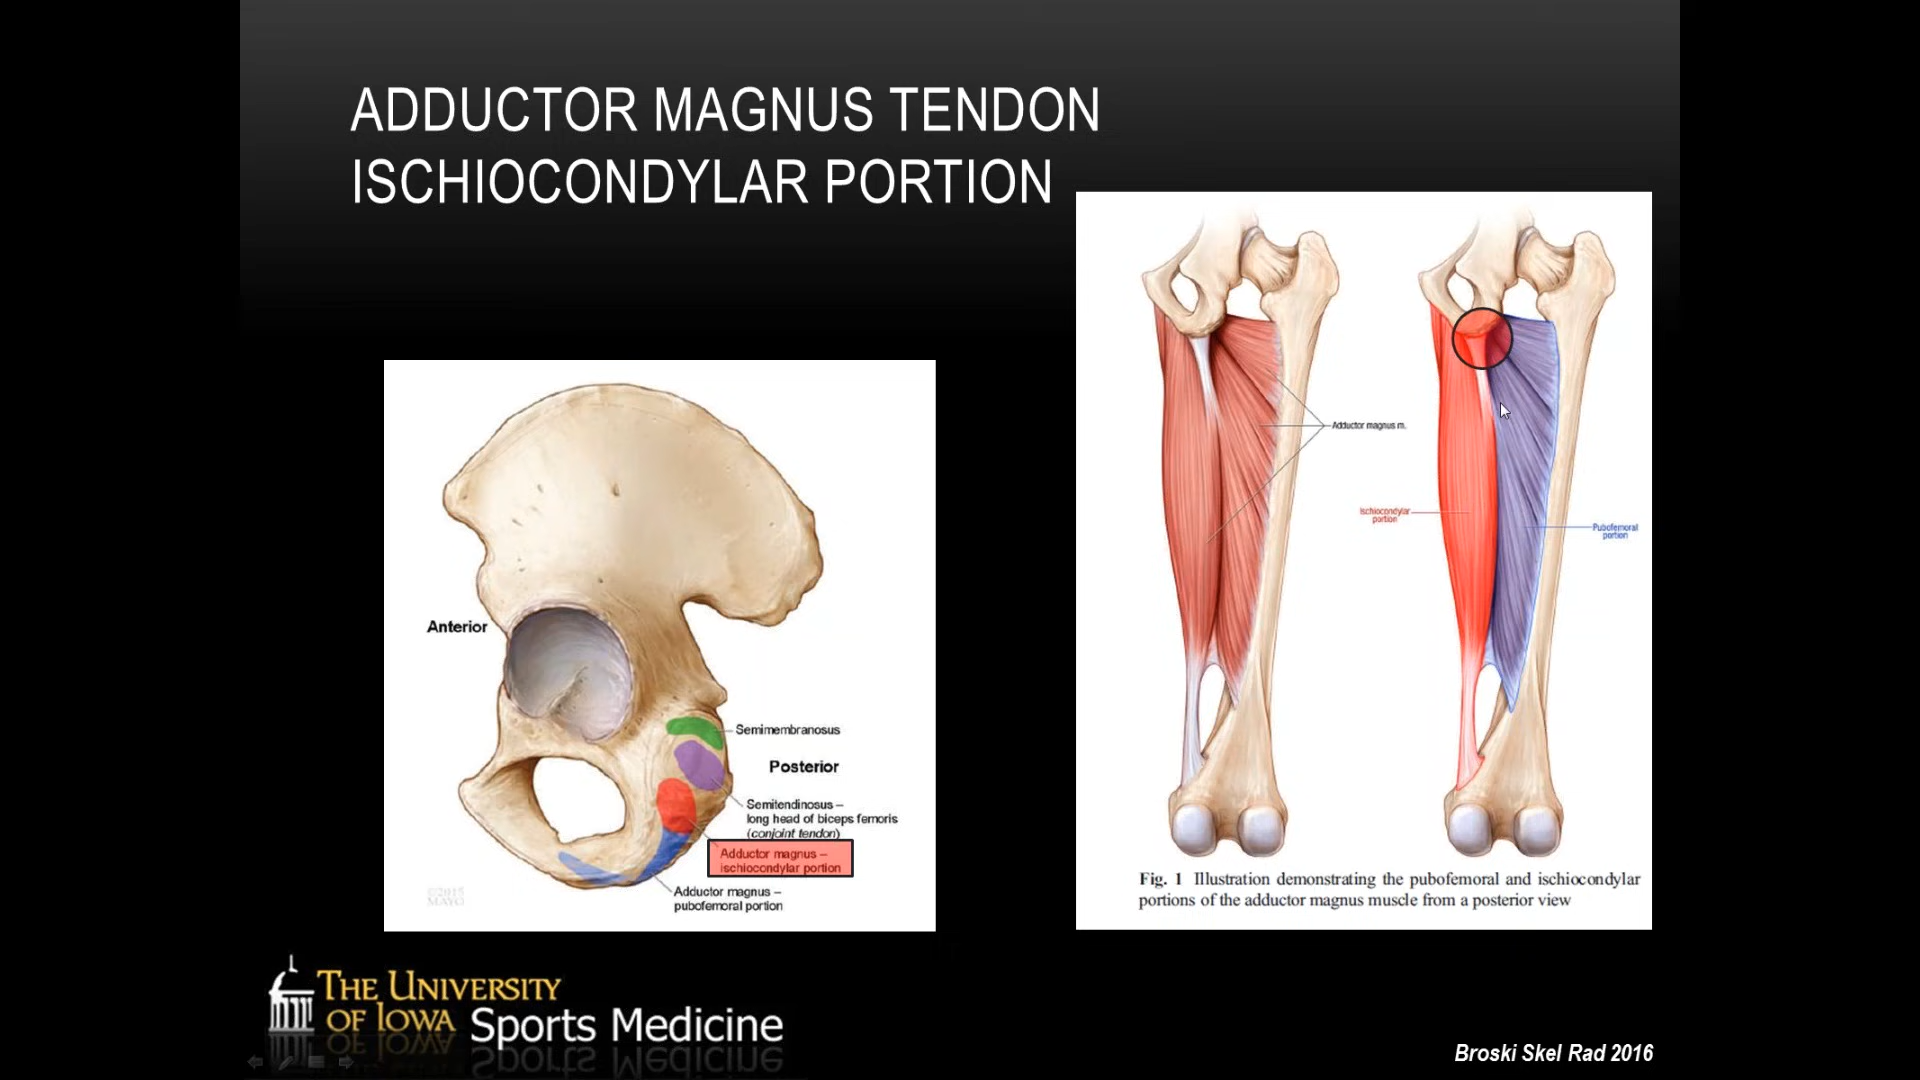 ADDUCTOR MAGNUS TENDON
ISCHIOCONDYLAR PORTION
Anterior
Semimembranosus
Posterior
Semitendinosus –
long head of biceps femoris
(conjoint tendon)
Adductor magnus –
ischiocondylar portion
Adductor magnus –
pubofemoral portion
©2015
MAYO
Adductor magnus m.
Ischiocondylar
portion
Pubofemoral
portion
Fig. 1 Illustration demonstrating the pubofemoral and ischiocondylar
portions of the adductor magnus muscle from a posterior view
THE UNIVERSITY
OF IOWA Sports Medicine
Broski Skel Rad 2016